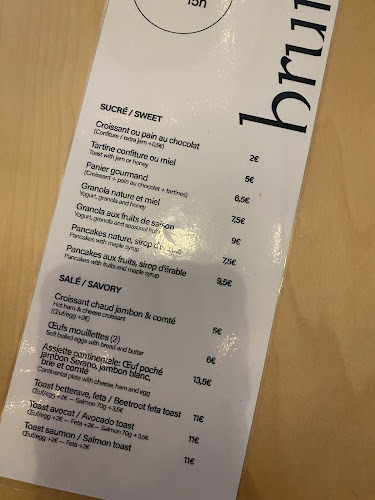 15h
SUCRÉ / SWEET
Croissant ou pain au chocolat 2€
(Confiture / extra jam +0,5€)
Tartine confiture ou miel 5€
Toast with jam or honey
Panier gourmand 6,5€
(Croissant + pain au chocolat + tartines)
Granola nature et miel 7,5€
Yogurt, granola and honey
Granola aux fruits de saison 9€
Yogurt, granola and seasonal fruits
Pancakes nature, sirop 7,5€
Pancakes with maple syrup
Pancakes aux fruits, sirop d'érable 9,5€
Pancakes with fruits and maple syrup
SALÉ / SAVORY
Croissant chaud jambon & comté 5€
Hot ham & cheese croissant
(Œuf/egg +2€)
Œufs mouillettes (2) 6€
Soft boiled eggs with bread and butter
Assiette continentale: Œuf poché
jambon Serano, jambon blanc,
brie et comté 13,5€
Continental plate with cheese, ham and egg
Toast betterave, feta / Beetroot feta toast 11€
Œuf/egg +2€ — Salmon 70g +3,5€
Toast avocat / Avocado toast 11€
Œuf/egg +2€ — Feta +2€ — Salmon 70g +3,5€
Toast saumon / Salmon toast 11€
Œuf/egg +2€ — Feta +2€